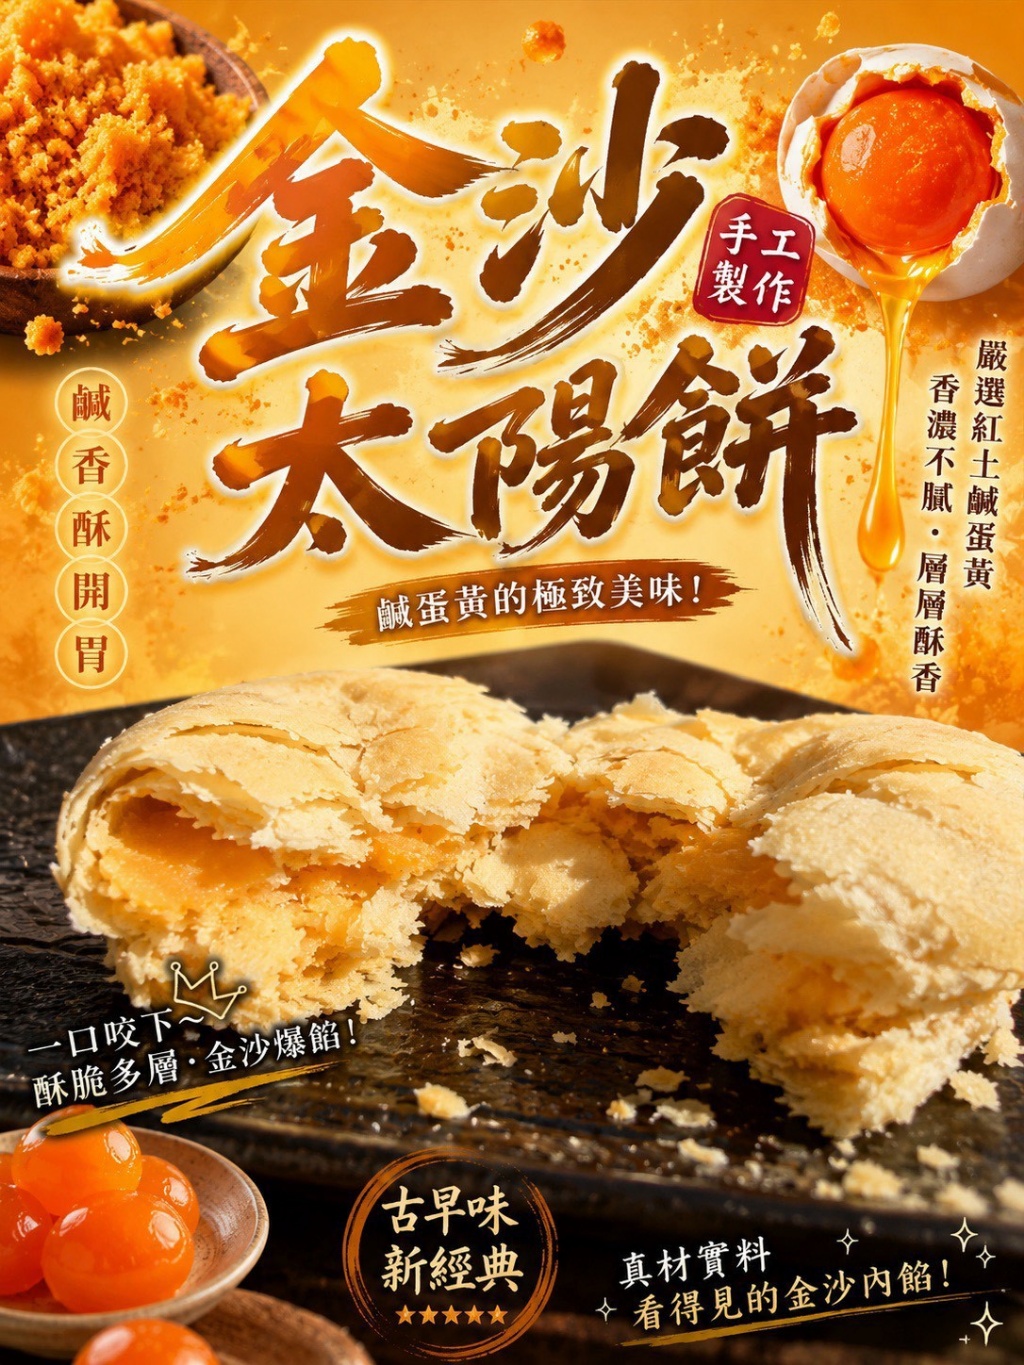 金沙
太陽餅
手工
製作
鹹香酥開胃
嚴選紅土鹹蛋黃
香濃不膩・層層酥香
鹹蛋黃的極致美味！
一口咬下~
酥脆多層・金沙爆餡！
古早味
新經典
真材實料
看得見的金沙內餡！